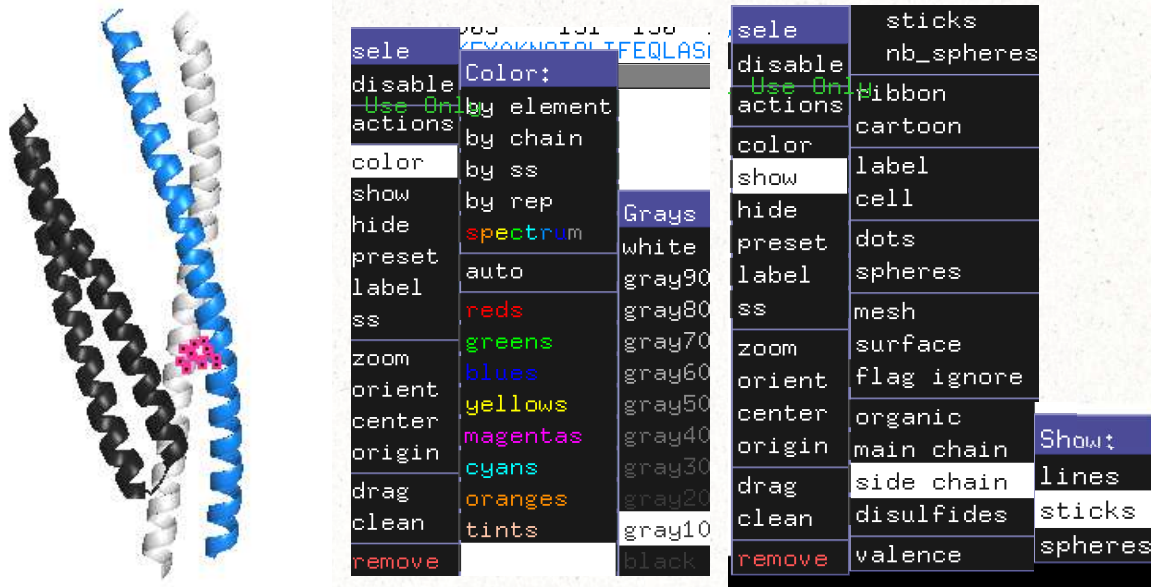 FEQLAS
sele
disable
Use Only
actions
color
show
hide
preset
label
ss
zoom
orient
center
origin
drag
clean
remove
Color:
by element
by chain
by ss
by rep
spectrum
auto
reds
greens
blues
yellows
magentas
cyans
oranges
tints
Grays
white
gray90
gray80
gray70
gray60
gray50
gray40
gray30
gray20
gray10
black
sele
disable
Use Only
actions
color
show
hide
preset
label
ss
zoom
orient
center
origin
drag
clean
remove
sticks
nb_spheres
ribbon
cartoon
label
cell
dots
spheres
mesh
surface
flag ignore
organic
main chain
side chain
disulfides
valence
Show:
lines
sticks
spheres